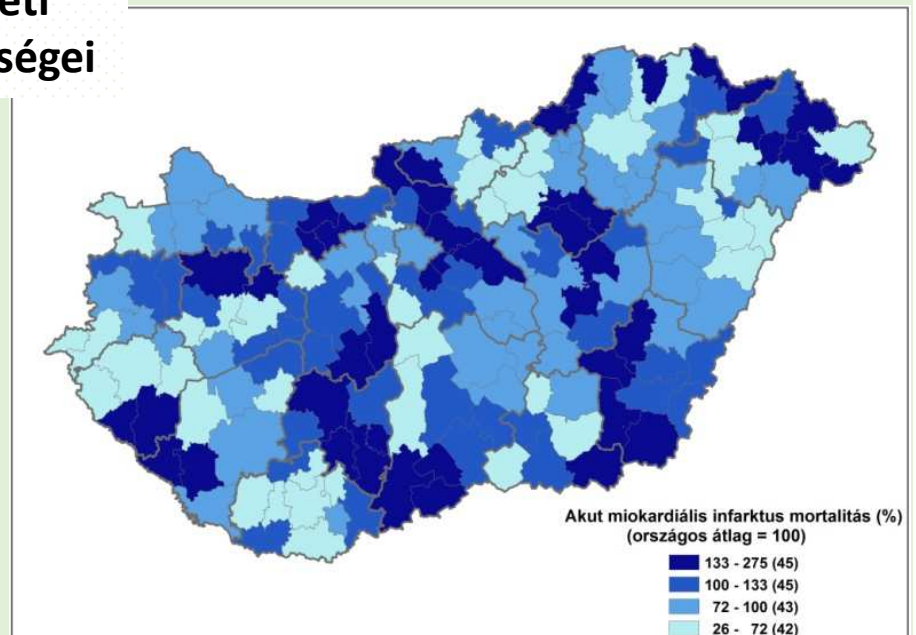 ségei
Akut miokardiális infarktus mortalitás (%)
(országos átlag = 100)
133 - 275 (45)
100 - 133 (45)
72 - 100 (43)
26 - 72 (42)